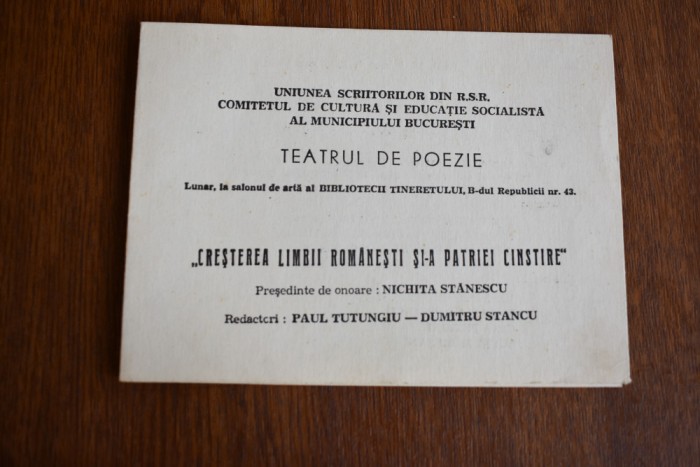 UNIUNEA SCRIITORILOR DIN R.S.R.
COMITETUL DE CULTURĂ ȘI EDUCAȚIE SOCIALISTĂ
AL MUNICIPIULUI BUCUREȘTI
TEATRUL DE POEZIE
Lunar, la salonul de artă al BIBLIOTECII TINERETULUI, B-dul Republicii nr. 42.
„CREȘTEREA LIMBII ROMÂNEȘTI ȘI-A PATRIEI CINSTIRE"
Președinte de onoare : NICHITA STĂNESCU
Redactori : PAUL TUTUNGIU — DUMITRU STANCU